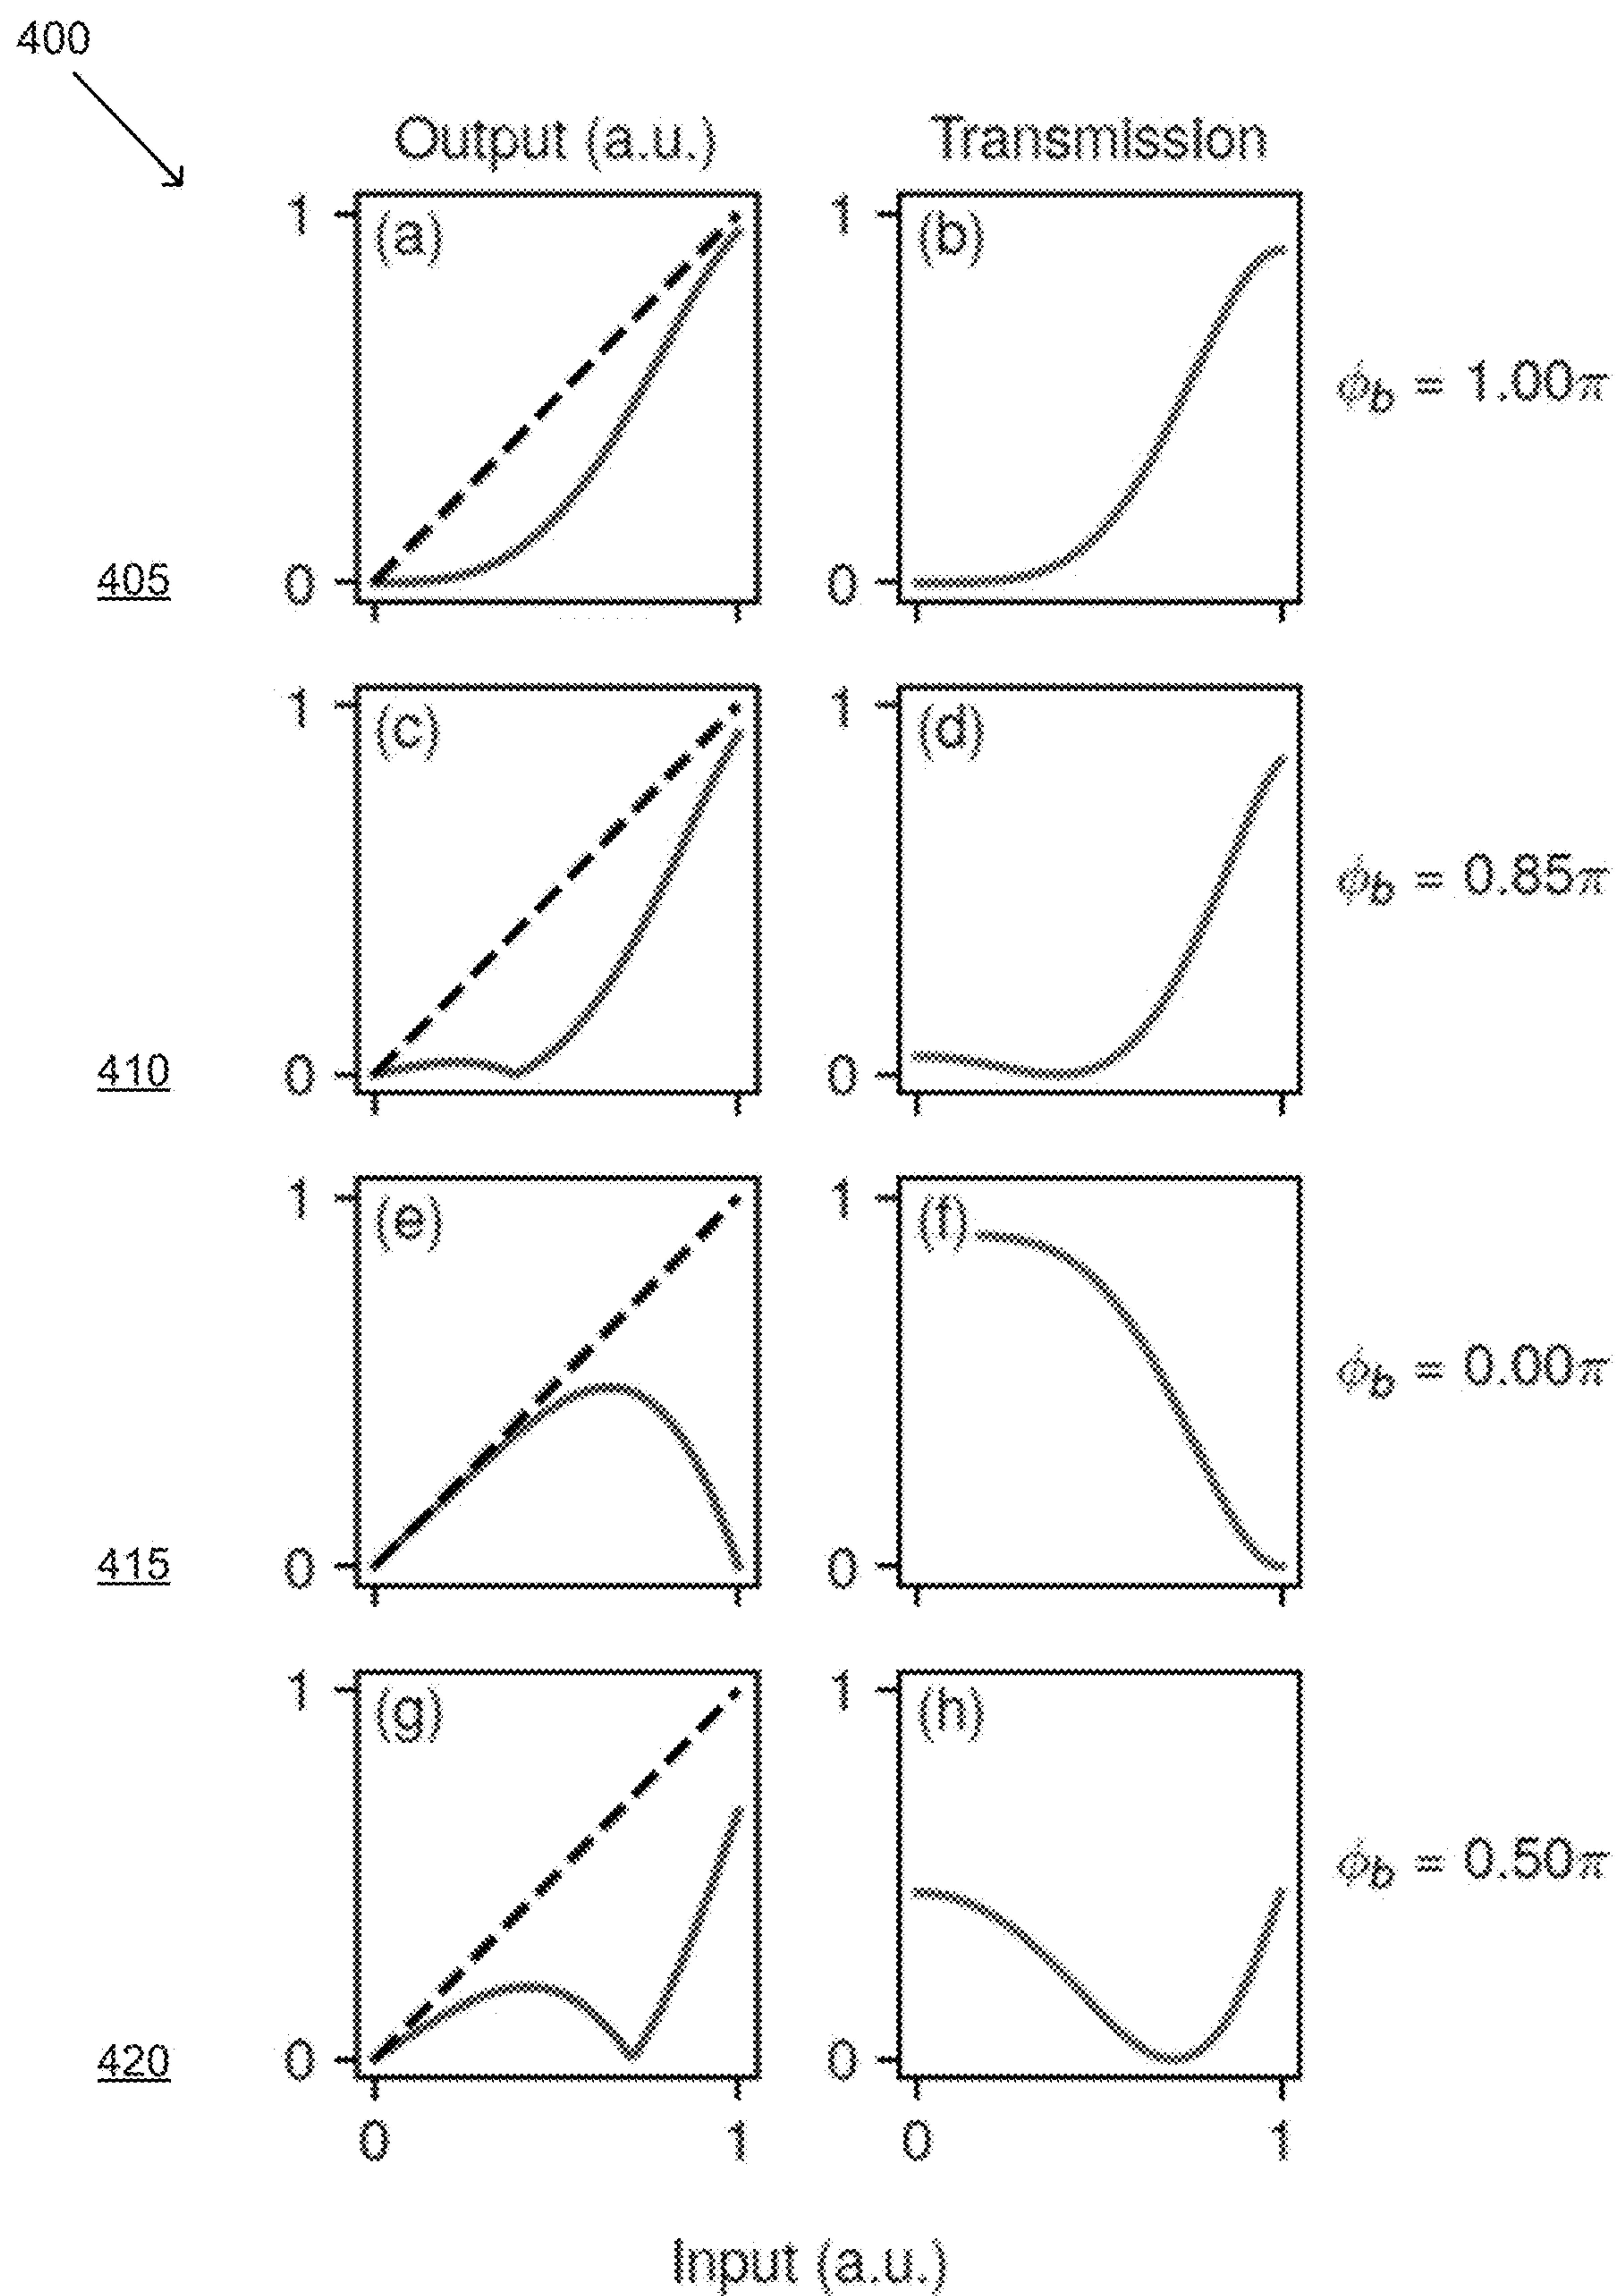 400
Output (a.u.) Transmission
1 (a) 1 (b)
ϕb = 1.00π
405 0 0
1 (c) 1 (d)
ϕb = 0.85π
410 0 0
1 (e) 1 (f)
ϕb = 0.00π
415 0 0
1 (g) 1 (h)
ϕb = 0.50π
420 0 0
0 1 0 1
Input (a.u.)